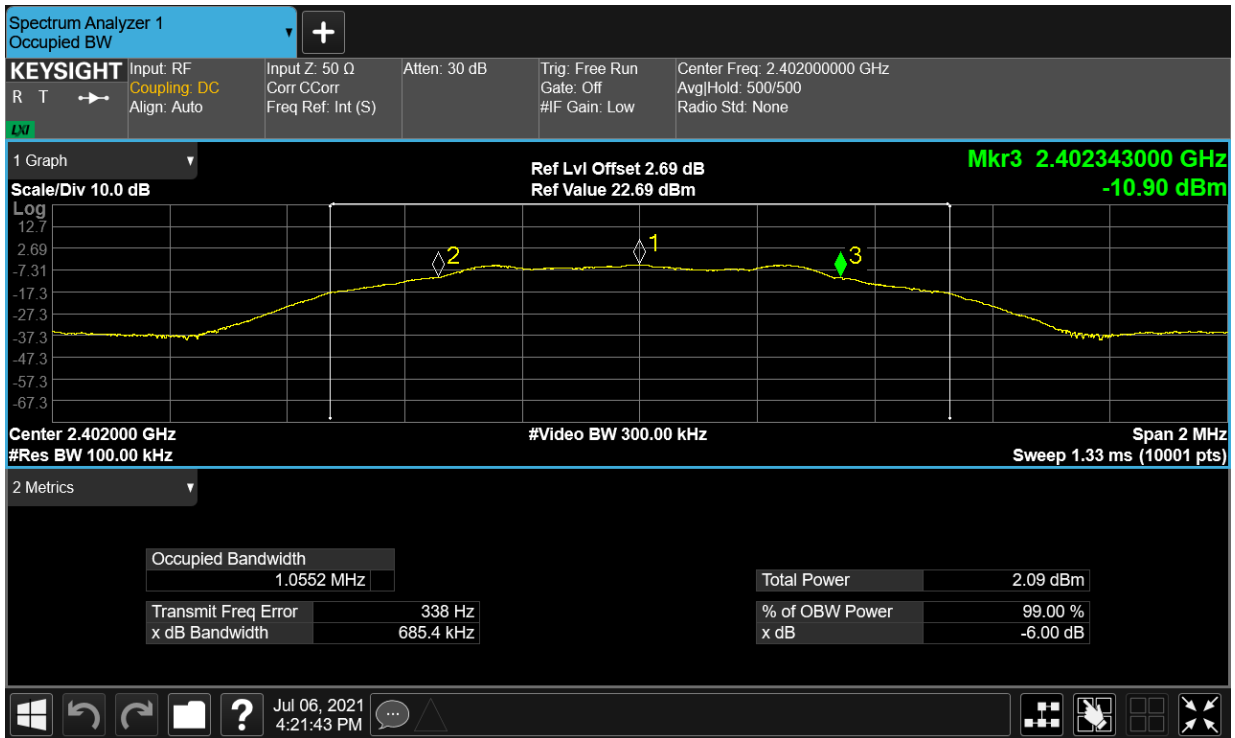 Spectrum Analyzer 1
Occupied BW
KEYSIGHT
R T
LXI
Input: RF
Coupling: DC
Align: Auto
Input Z: 50 Ω
Corr CCorr
Freq Ref: Int (S)
Atten: 30 dB
Trig: Free Run
Gate: Off
#IF Gain: Low
Center Freq: 2.402000000 GHz
Avg|Hold: 500/500
Radio Std: None
1 Graph
Scale/Div 10.0 dB
Ref Lvl Offset 2.69 dB
Ref Value 22.69 dBm
Mkr3 2.402343000 GHz
-10.90 dBm
Log
12.7
2.69
-7.31
-17.3
-27.3
-37.3
-47.3
-57.3
-67.3
2
1
3
Center 2.402000 GHz
#Video BW 300.00 kHz
Span 2 MHz
#Res BW 100.00 kHz
Sweep 1.33 ms (10001 pts)
2 Metrics
Occupied Bandwidth
1.0552 MHz
Total Power 2.09 dBm
Transmit Freq Error 338 Hz
% of OBW Power 99.00 %
x dB Bandwidth 685.4 kHz
x dB -6.00 dB
?
Jul 06, 2021
4:21:43 PM